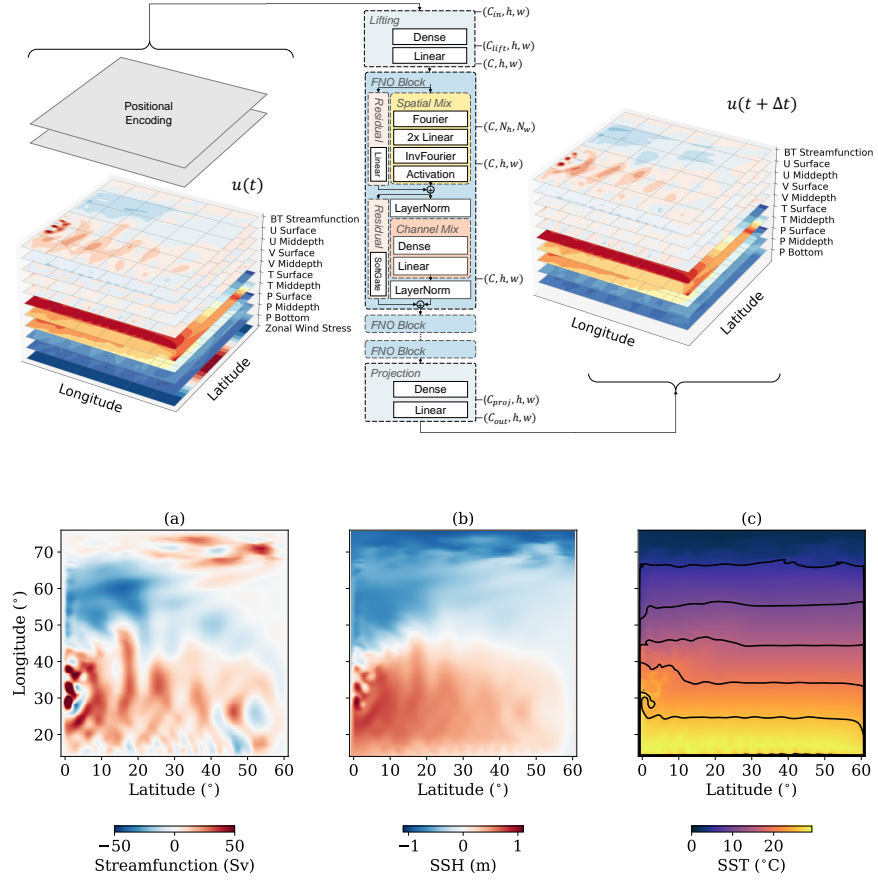 Positional
Encoding
u(t)
BT Streamfunction
U Surface
U Middepth
V Surface
V Middepth
T Surface
T Middepth
P Surface
P Middepth
P Bottom
Zonal Wind Stress
Longitude
Latitude
Lifting
Dense
Linear
(C_in, h, w)
(C_lift, h, w)
(C, h, w)
FNO Block
Residual
Linear
Spatial Mix
Fourier
2x Linear
InvFourier
Activation
(C, N_h, N_w)
(C, h, w)
Residual
SoftGate
LayerNorm
Channel Mix
Dense
Linear
LayerNorm
(C, h, w)
FNO Block
FNO Block
Projection
Dense
Linear
(C_proj, h, w)
(C_out, h, w)
u(t + Δt)
BT Streamfunction
U Surface
U Middepth
V Surface
V Middepth
T Surface
T Middepth
P Surface
P Middepth
P Bottom
Longitude
Latitude
(a)
70
60
50
40
30
20
Longitude (°)
0 10 20 30 40 50 60
Latitude (°)
−50 0 50
Streamfunction (Sv)
(b)
0 10 20 30 40 50 60
Latitude (°)
−1 0 1
SSH (m)
(c)
0 10 20 30 40 50 60
Latitude (°)
0 10 20
SST (°C)